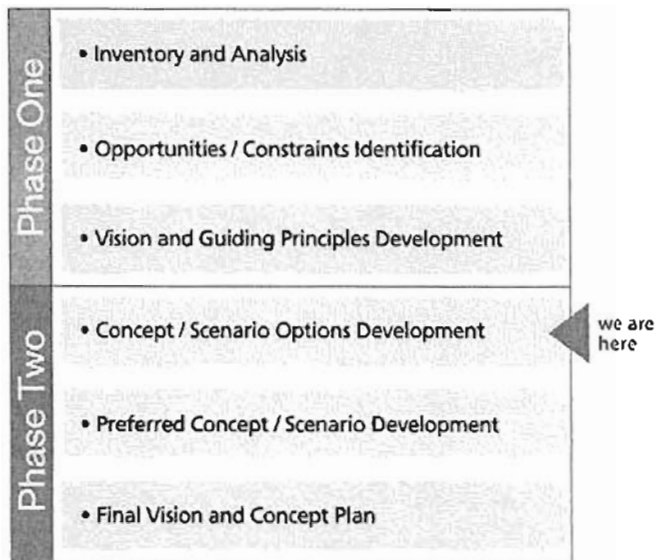 Phase One
• Inventory and Analysis
• Opportunities / Constraints Identification
• Vision and Guiding Principles Development
Phase Two
• Concept / Scenario Options Development
we are
here
• Preferred Concept / Scenario Development
• Final Vision and Concept Plan